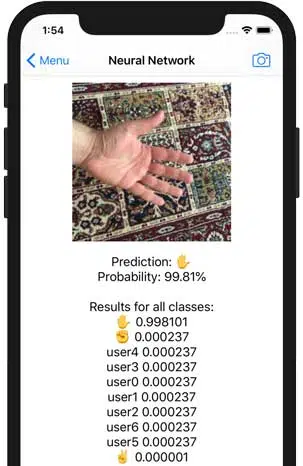 1:54
Menu
Neural Network
Prediction: ✋
Probability: 99.81%
Results for all classes:
✋ 0.998101
✊ 0.000237
user4 0.000237
user3 0.000237
user0 0.000237
user1 0.000237
user2 0.000237
user6 0.000237
user5 0.000237
✌️ 0.000001